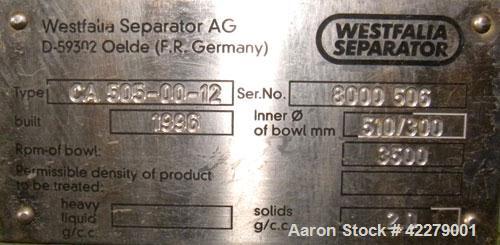 Westfalia Separator AG
D-59302 Oelde (F.R. Germany)
WESTFALIA
SEPARATOR
Type CA 505-00-12 Ser.No. 8000 506
built 1996 Inner Ø
of bowl mm 510/300
Rpm of bowl: 3500
Permissible density of product
to be treated:
heavy
liquid
g/c.c.
solids
g/c.c. 2.0
Aaron Stock #42279001